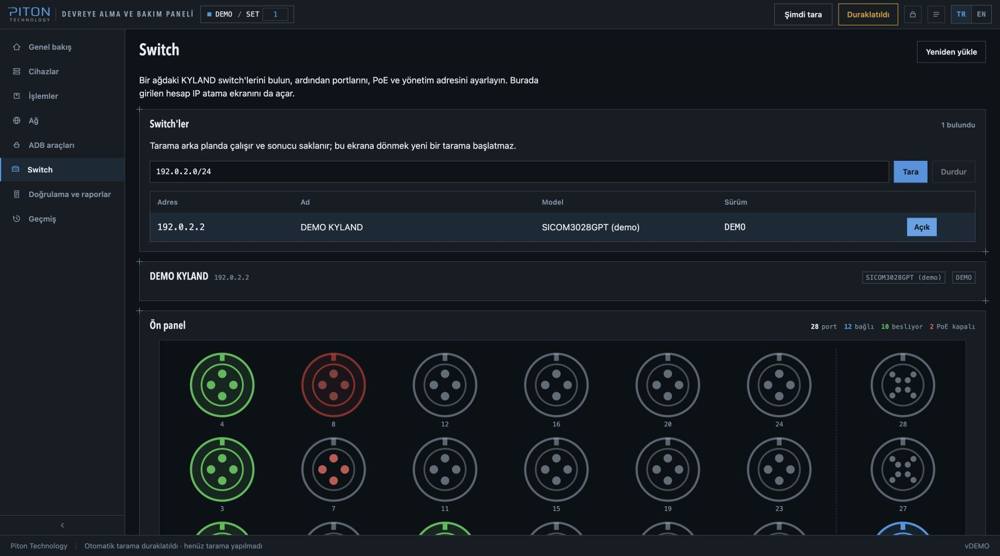 PITON TECHNOLOGY
DEVREYE ALMA VE BAKIM PANELİ
DEMO / SET 1
Şimdi tara
Duraklatıldı
TR EN
Genel bakış
Cihazlar
İşlemler
Ağ
ADB araçları
Switch
Doğrulama ve raporlar
Geçmiş
Switch
Yeniden yükle
Bir ağdaki KYLAND switch'lerini bulun, ardından portlarını, PoE ve yönetim adresini ayarlayın. Burada
girilen hesap IP atama ekranını da açar.
Switch'ler
1 bulundu
Tarama arka planda çalışır ve sonucu saklanır; bu ekrana dönmek yeni bir tarama başlatmaz.
192.0.2.0/24
Tara
Durdur
Adres Ad Model Sürüm
192.0.2.2 DEMO KYLAND SICOM3028GPT (demo) DEMO Açık
DEMO KYLAND 192.0.2.2
SICOM3028GPT (demo) DEMO
Ön panel
28 port 12 bağlı 10 besliyor 2 PoE kapalı
4 8 12 16 20 24 28
3 7 11 15 19 23 27
Piton Technology
Otomatik tarama duraklatıldı · henüz tarama yapılmadı
vDEMO